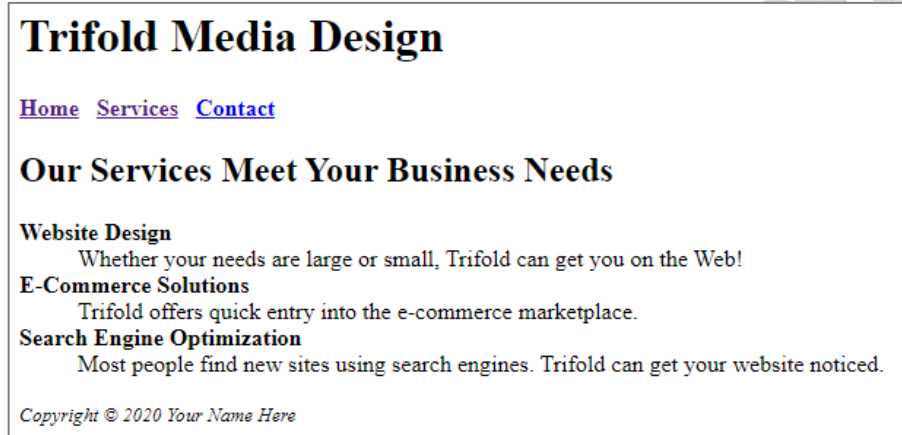 Trifold Media Design
Home Services Contact
Our Services Meet Your Business Needs
Website Design
Whether your needs are large or small, Trifold can get you on the Web!
E-Commerce Solutions
Trifold offers quick entry into the e-commerce marketplace.
Search Engine Optimization
Most people find new sites using search engines. Trifold can get your website noticed.
Copyright © 2020 Your Name Here